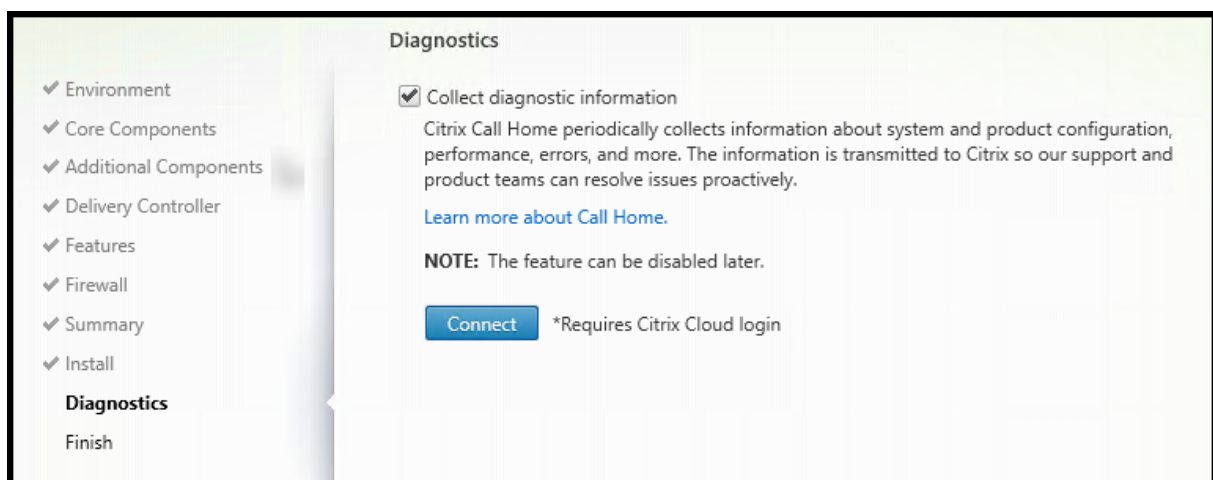 Diagnostics
Environment
Core Components
Additional Components
Delivery Controller
Features
Firewall
Summary
Install
Diagnostics
Finish
Collect diagnostic information
Citrix Call Home periodically collects information about system and product configuration,
performance, errors, and more. The information is transmitted to Citrix so our support and
product teams can resolve issues proactively.
Learn more about Call Home.
NOTE: The feature can be disabled later.
Connect *Requires Citrix Cloud login